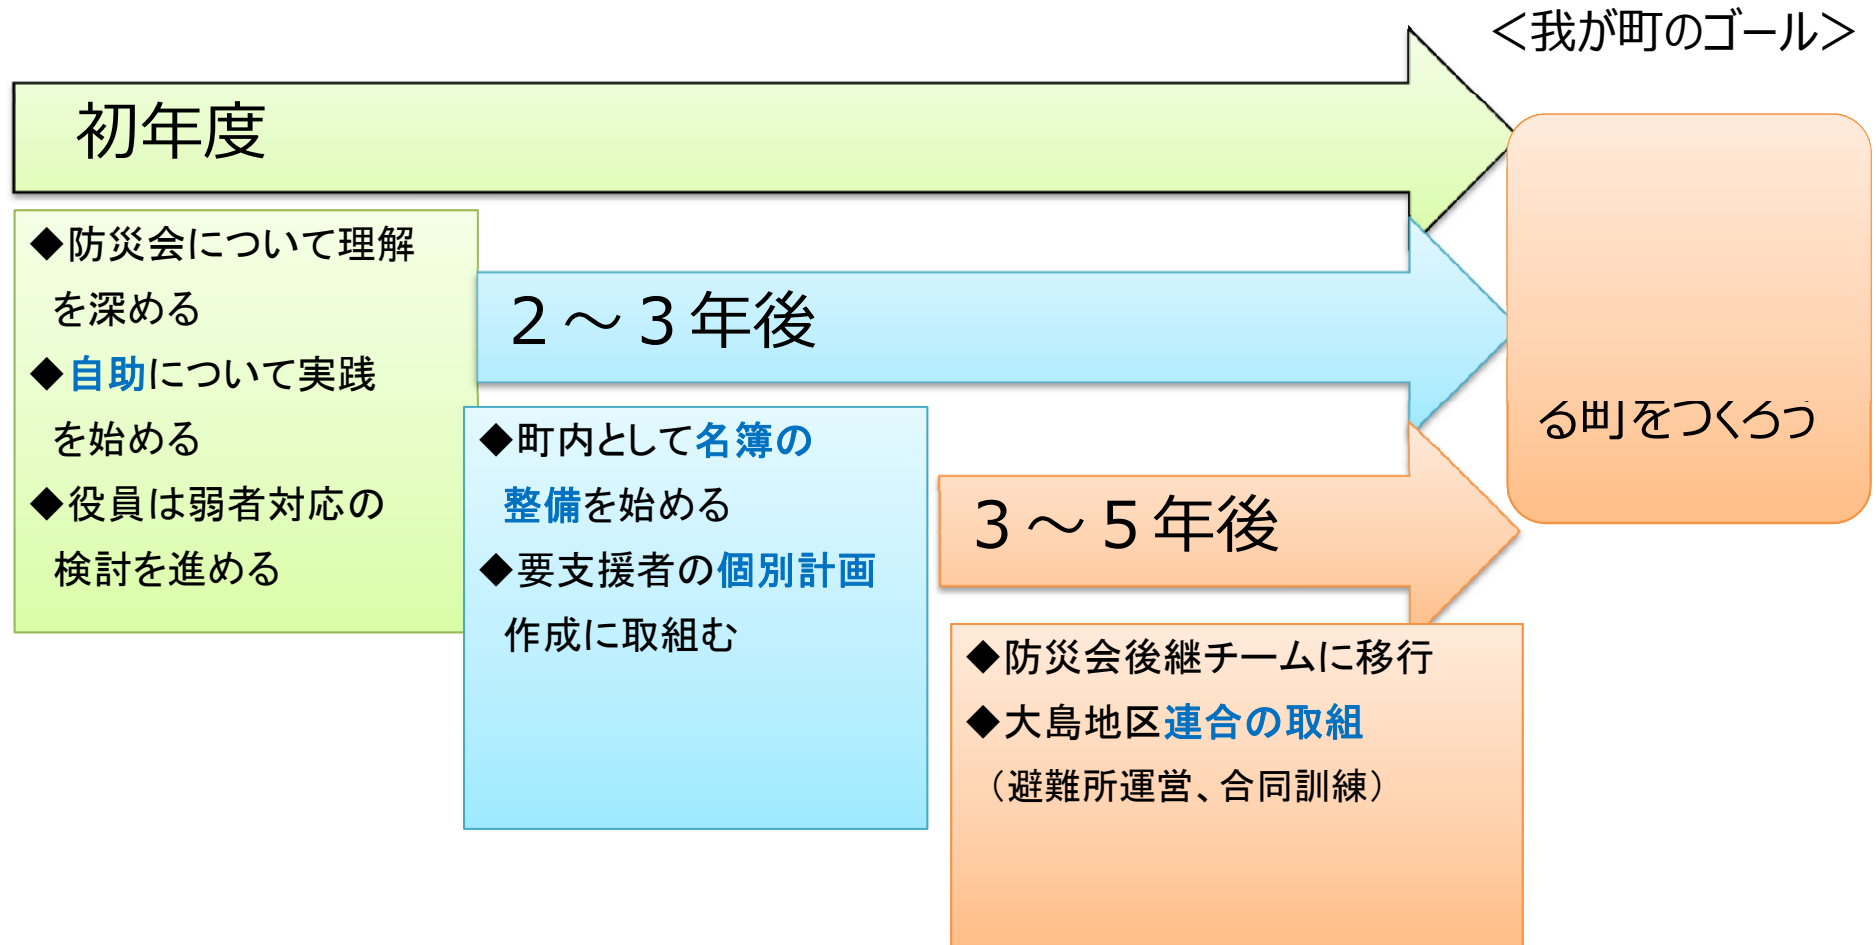 ＜我が町のゴール＞
初年度
◆防災会について理解
を深める
◆自助について実践
を始める
◆役員は弱者対応の
検討を進める
２～３年後
◆町内として名簿の
整備を始める
◆要支援者の個別計画
作成に取組む
３～５年後
◆防災会後継チームに移行
◆大島地区連合の取組
（避難所運営、合同訓練）
る町をつくろう